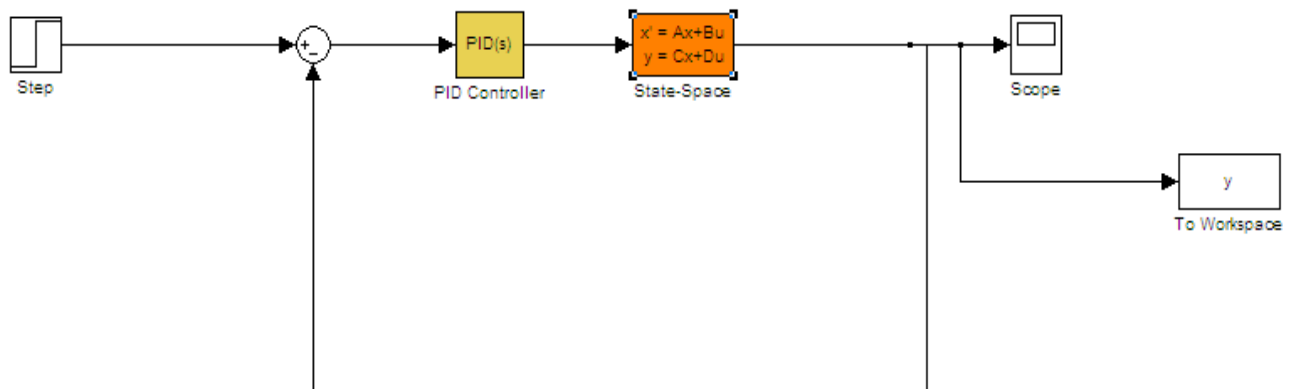 Step
+
−
PID(s)
PID Controller
x' = Ax+Bu
y = Cx+Du
State-Space
Scope
y
To Workspace